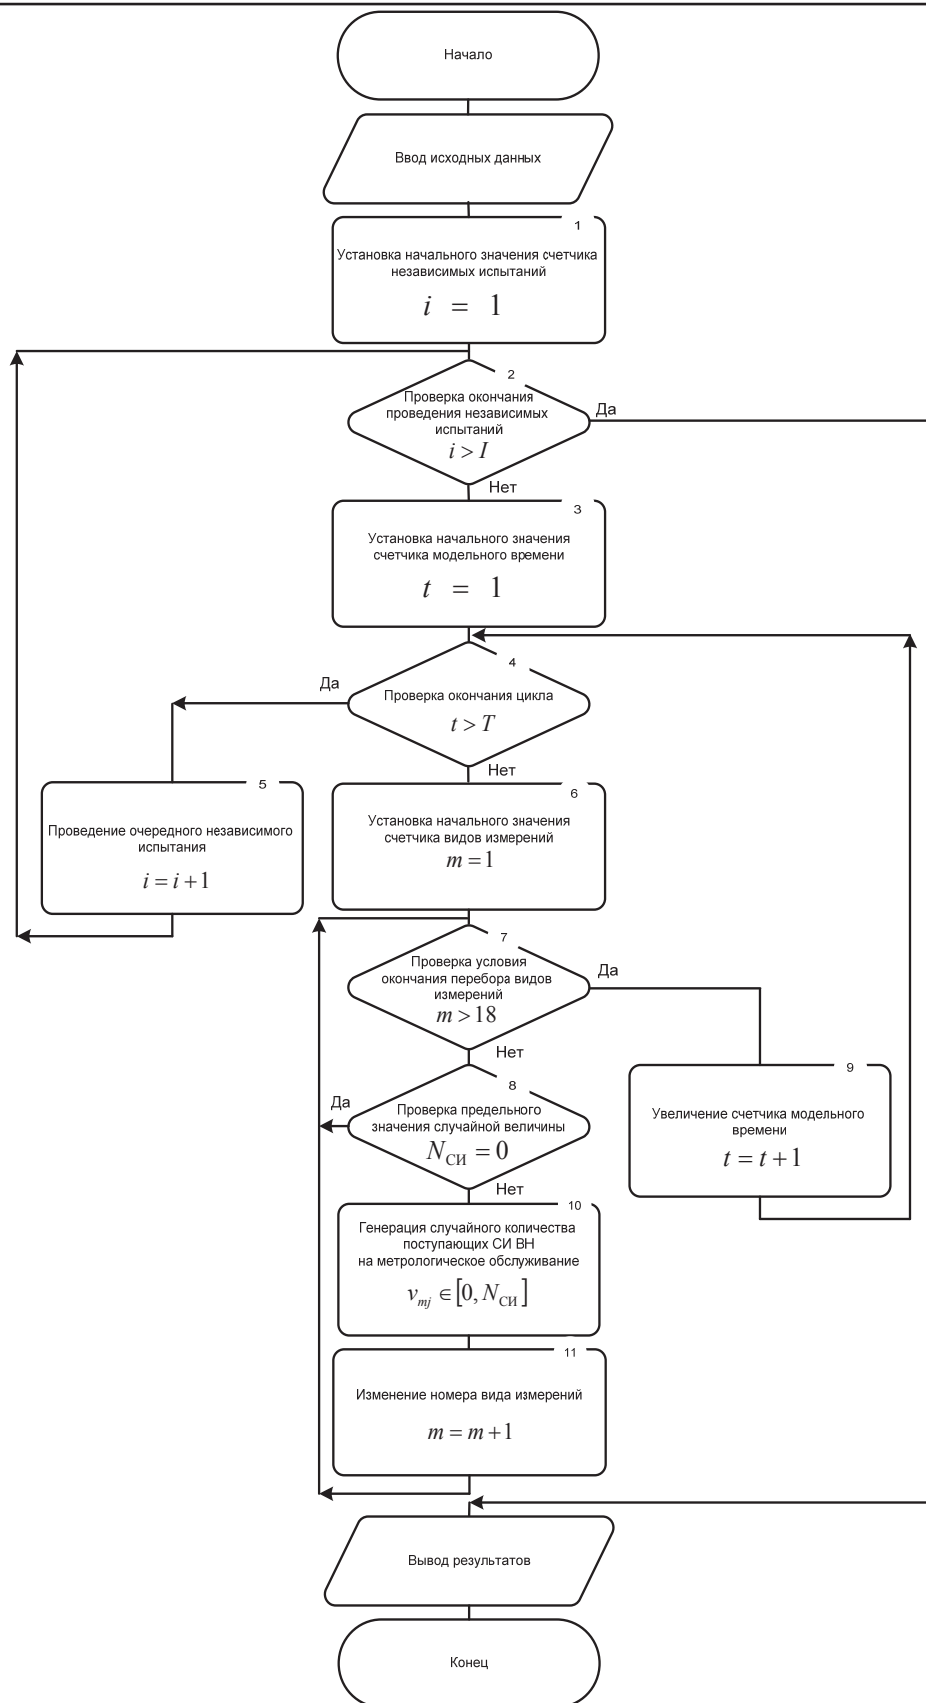 Начало
Ввод исходных данных
1
Установка начального значения счетчика
независимых испытаний
i = 1
2
Проверка окончания
проведения независимых
испытаний
i > I
Да
Нет
3
Установка начального значения
счетчика модельного времени
t = 1
4
Проверка окончания цикла
t > T
Да
Нет
5
Проведение очередного независимого
испытания
i = i + 1
6
Установка начального значения
счетчика видов измерений
m = 1
7
Проверка условия
окончания перебора видов
измерений
m > 18
Да
Нет
8
Проверка предельного
значения случайной величины
N_СИ = 0
Да
Нет
9
Увеличение счетчика модельного
времени
t = t + 1
10
Генерация случайного количества
поступающих СИ ВН
на метрологическое обслуживание
v_mj ∈ [0, N_СИ]
11
Изменение номера вида измерений
m = m + 1
Вывод результатов
Конец